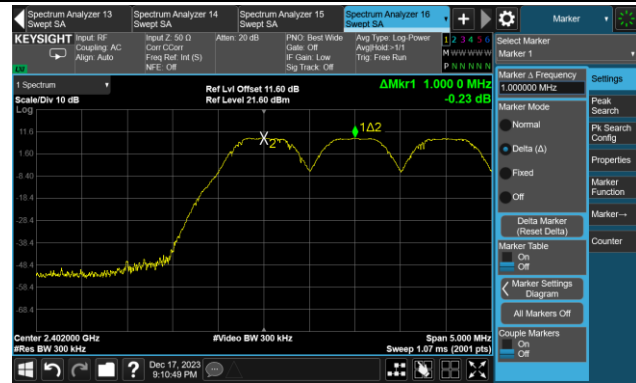 Spectrum Analyzer 13
Swept SA
Spectrum Analyzer 14
Swept SA
Spectrum Analyzer 15
Swept SA
Spectrum Analyzer 16
Swept SA
Marker
KEYSIGHT
Input: RF
Coupling: AC
Align: Auto
Input Z: 50 Ω
Corr CCorr
Freq Ref: Int (S)
NFE: Off
Atten: 20 dB
PNO: Best Wide
Gate: Off
IF Gain: Low
Sig Track: Off
Avg Type: Log-Power
Avg|Hold:>1/1
Trig: Free Run
1 2 3 4 5 6
M W W W W W
P N N N N N
Select Marker
Marker 1
1 Spectrum
Scale/Div 10 dB
Log
Ref Lvl Offset 11.60 dB
Ref Level 21.60 dBm
ΔMkr1 1.000 0 MHz
-0.23 dB
11.6
1.60
-8.40
-18.4
-28.4
-38.4
-48.4
-58.4
-68.4
X2
1Δ2
Center 2.402000 GHz
#Res BW 300 kHz
#Video BW 300 kHz
Span 5.000 MHz
Sweep 1.07 ms (2001 pts)
Marker Δ Frequency
1.000000 MHz
Marker Mode
Normal
Delta (Δ)
Fixed
Off
Delta Marker
(Reset Delta)
Marker Table
On
Off
Marker Settings
Diagram
All Markers Off
Couple Markers
On
Off
Settings
Peak
Search
Pk Search
Config
Properties
Marker
Function
Marker→
Counter
?
Dec 17, 2023
9:10:49 PM